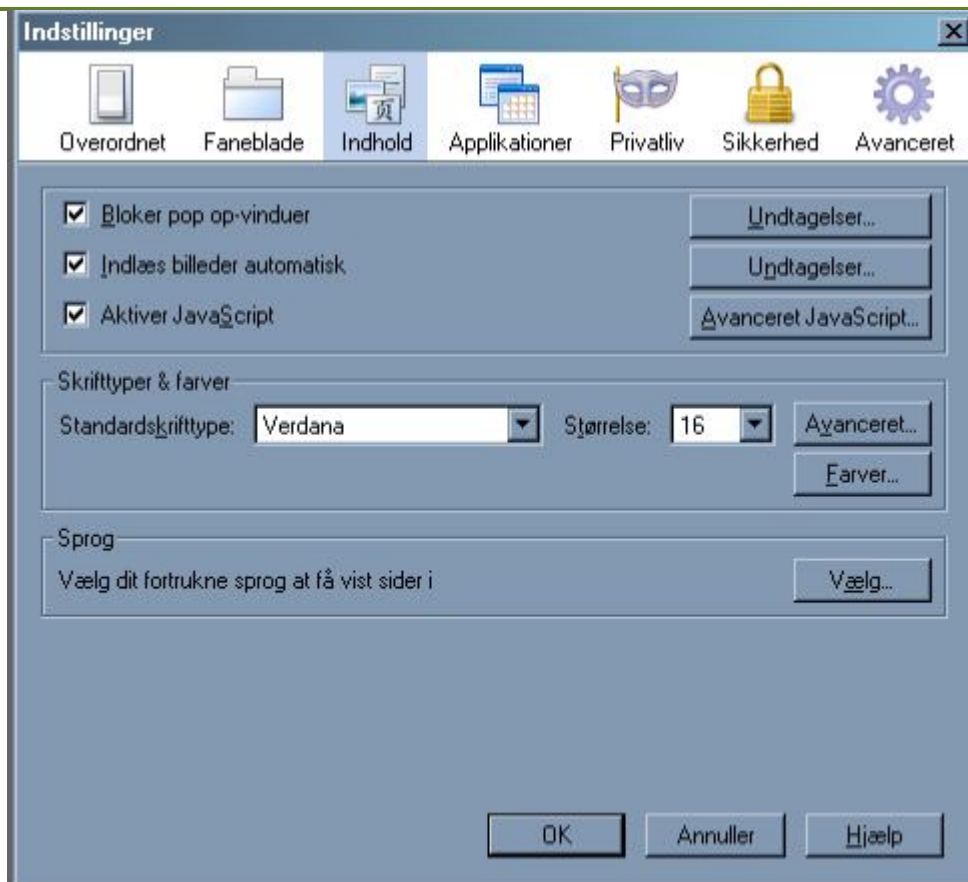 Indstillinger
Overordnet Faneblade Indhold Applikationer Privatliv Sikkerhed Avanceret
Bloker pop op-vinduer Undtagelser...
Indlæs billeder automatisk Undtagelser...
Aktiver JavaScript Avanceret JavaScript...
Skrifttyper & farver
Standardskrifttype: Verdana Størrelse: 16 Avanceret...
Farver...
Sprog
Vælg dit fortrukne sprog at få vist sider i Vælg...
OK Annuller Hjælp